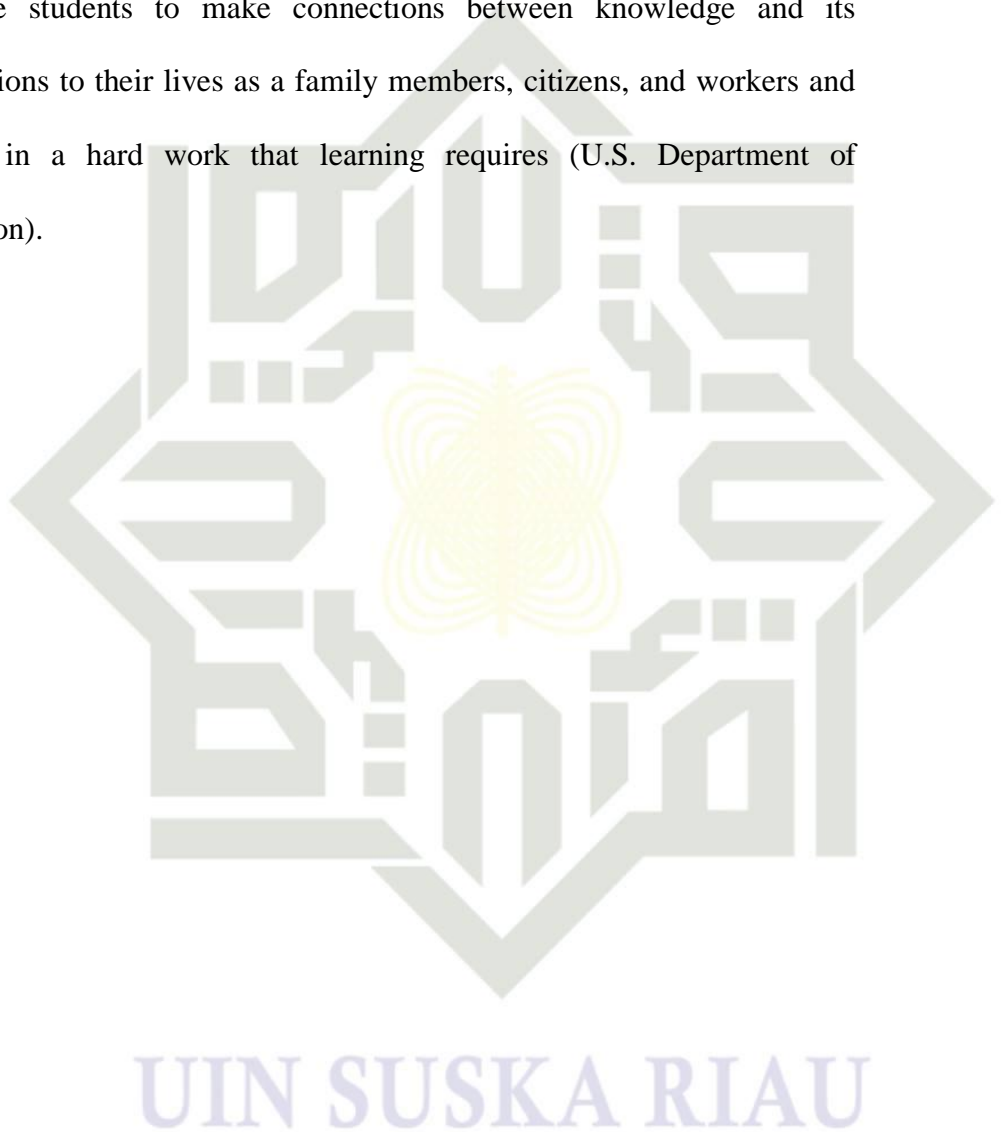 e students to make connections between knowledge and its
ions to their lives as a family members, citizens, and workers and
in a hard work that learning requires (U.S. Department of
on).
UIN SUSKA RIAU